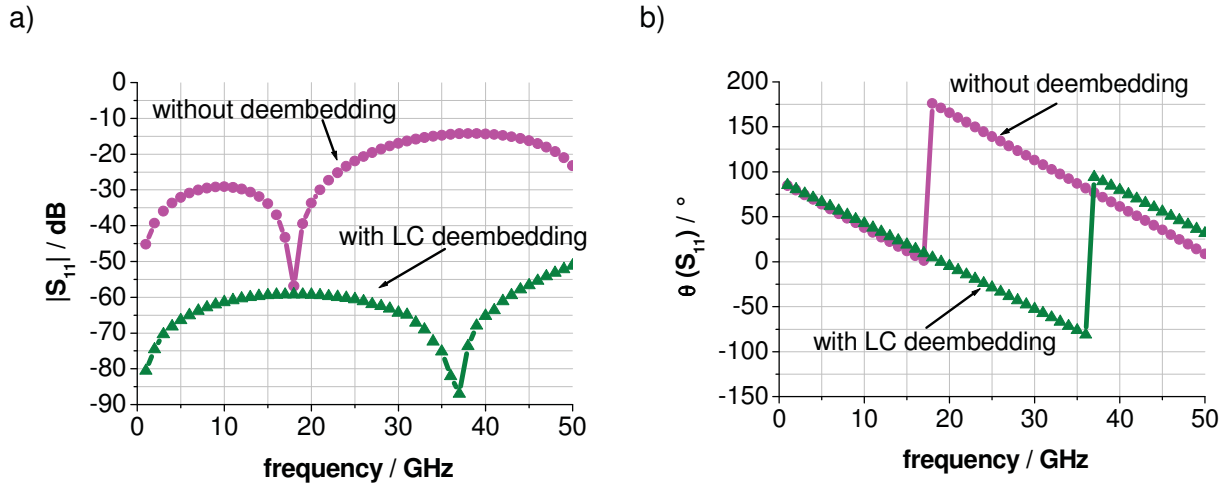 a)
|S11| / dB
0
-10
-20
-30
-40
-50
-60
-70
-80
-90
without deembedding
with LC deembedding
0 10 20 30 40 50
frequency / GHz
b)
θ (S11) / °
200
150
100
50
0
-50
-100
-150
without deembedding
with LC deembedding
0 10 20 30 40 50
frequency / GHz